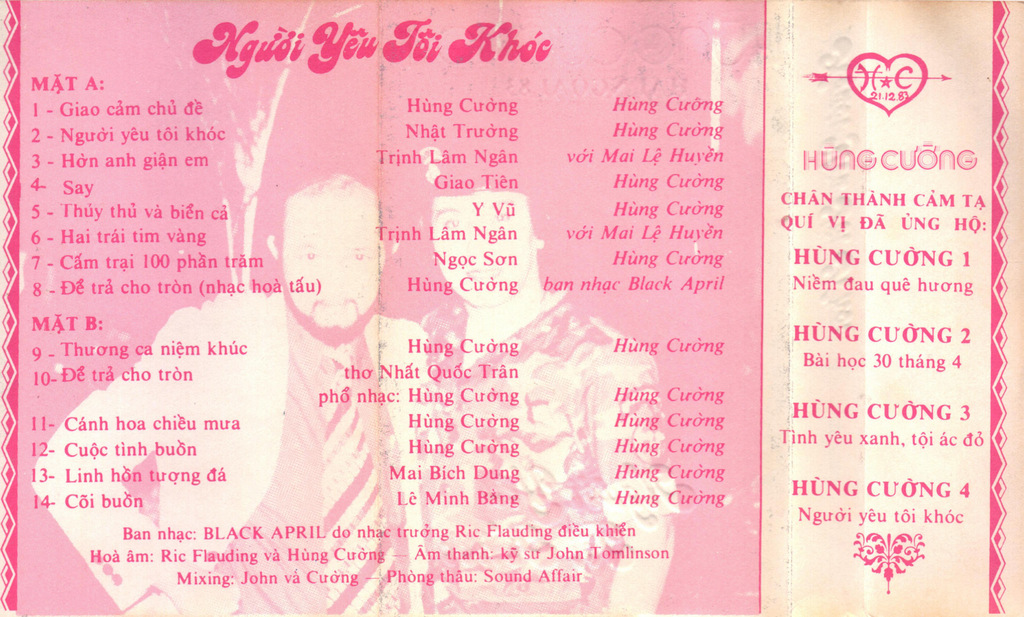 Người Yêu Tôi Khóc
MẶT A:
1 - Giao cảm chủ đề Hùng Cường Hùng Cường
2 - Người yêu tôi khóc Nhật Trường Hùng Cường
3 - Hờn anh giận em Trịnh Lâm Ngân với Mai Lệ Huyền
4- Say Giao Tiên Hùng Cường
5 - Thủy thủ và biển cả Y Vũ Hùng Cường
6 - Hai trái tim vàng Trịnh Lâm Ngân với Mai Lệ Huyền
7 - Cấm trại 100 phần trăm Ngọc Sơn Hùng Cường
8 - Để trả cho tròn (nhạc hoà tấu) Hùng Cường ban nhạc Black April
MẶT B:
9 - Thương ca niệm khúc Hùng Cường Hùng Cường
10- Để trả cho tròn thơ Nhất Quốc Trân
phổ nhạc: Hùng Cường Hùng Cường
11- Cánh hoa chiều mưa Hùng Cường Hùng Cường
12- Cuộc tình buồn Hùng Cường Hùng Cường
13- Linh hồn tượng đá Mai Bích Dung Hùng Cường
14- Cõi buồn Lê Minh Bằng Hùng Cường
Ban nhạc: BLACK APRIL do nhạc trưởng Ric Flauding điều khiển
Hoà âm: Ric Flauding và Hùng Cường — Âm thanh: kỹ sư John Tomlinson
Mixing: John và Cường — Phòng thâu: Sound Affair
H★C
21.12.83
HÙNG CƯỜNG
CHÂN THÀNH CẢM TẠ
QUÍ VỊ ĐÃ ỦNG HỘ:
HÙNG CƯỜNG 1
Niềm đau quê hương
HÙNG CƯỜNG 2
Bài học 30 tháng 4
HÙNG CƯỜNG 3
Tình yêu xanh, tội ác đỏ
HÙNG CƯỜNG 4
Người yêu tôi khóc